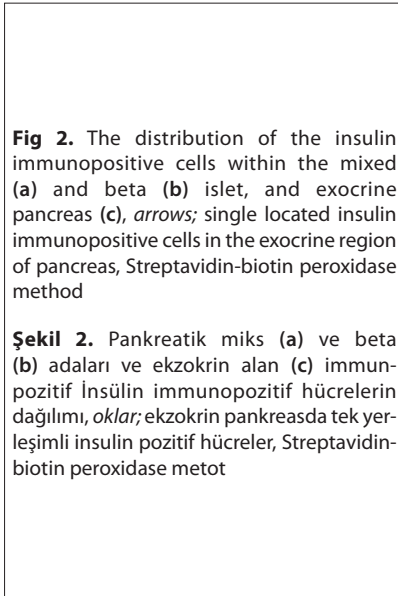 Fig 2. The distribution of the insulin
immunopositive cells within the mixed
(a) and beta (b) islet, and exocrine
pancreas (c), arrows; single located insulin
immunopositive cells in the exocrine region
of pancreas, Streptavidin-biotin peroxidase
method
Şekil 2. Pankreatik miks (a) ve beta
(b) adaları ve ekzokrin alan (c) immun-
pozitif İnsülin immunopozitif hücrelerin
dağılımı, oklar; ekzokrin pankreasda tek yer-
leşimli insulin pozitif hücreler, Streptavidin-
biotin peroxidase metot